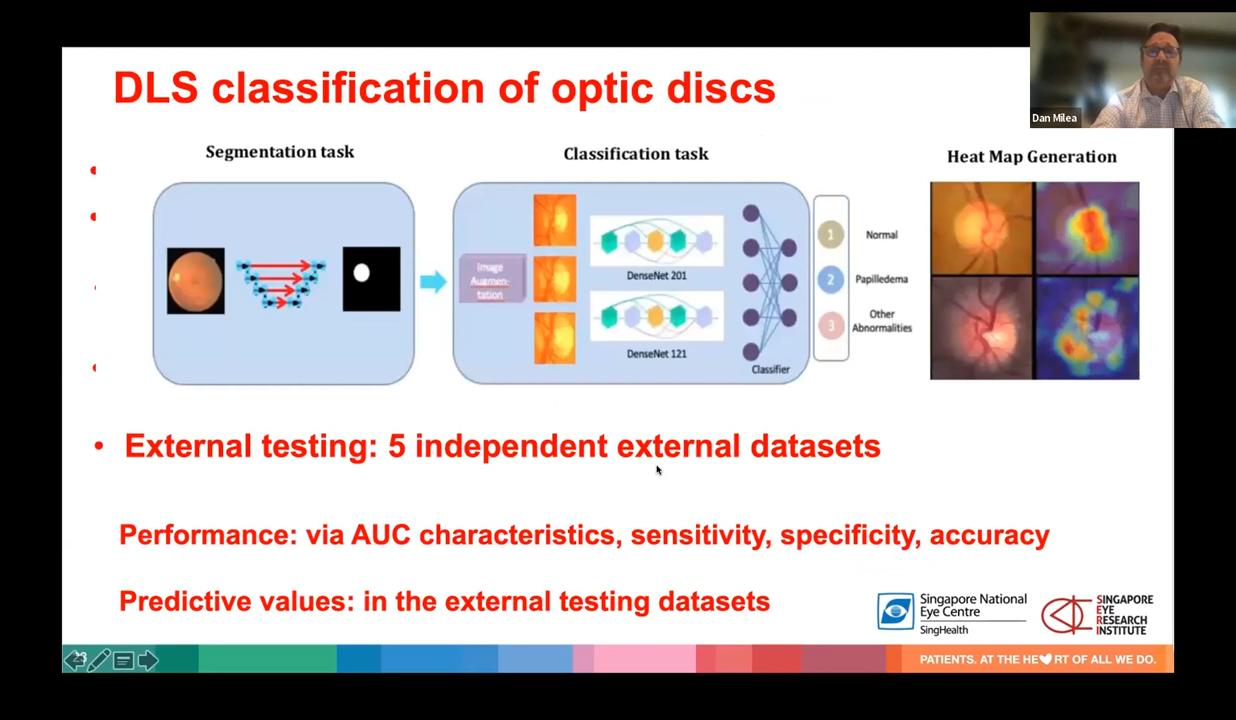 DLS classification of optic discs
Dan Milea
Segmentation task
Classification task
Heat Map Generation
Image
Augmen-
tation
DenseNet 201
DenseNet 121
Classifier
1
Normal
2
Papilledema
3
Other
Abnormalities
• External testing: 5 independent external datasets
Performance: via AUC characteristics, sensitivity, specificity, accuracy
Predictive values: in the external testing datasets
Singapore National
Eye Centre
SingHealth
SINGAPORE
EYE
RESEARCH
INSTITUTE
PATIENTS. AT THE HE♥RT OF ALL WE DO.